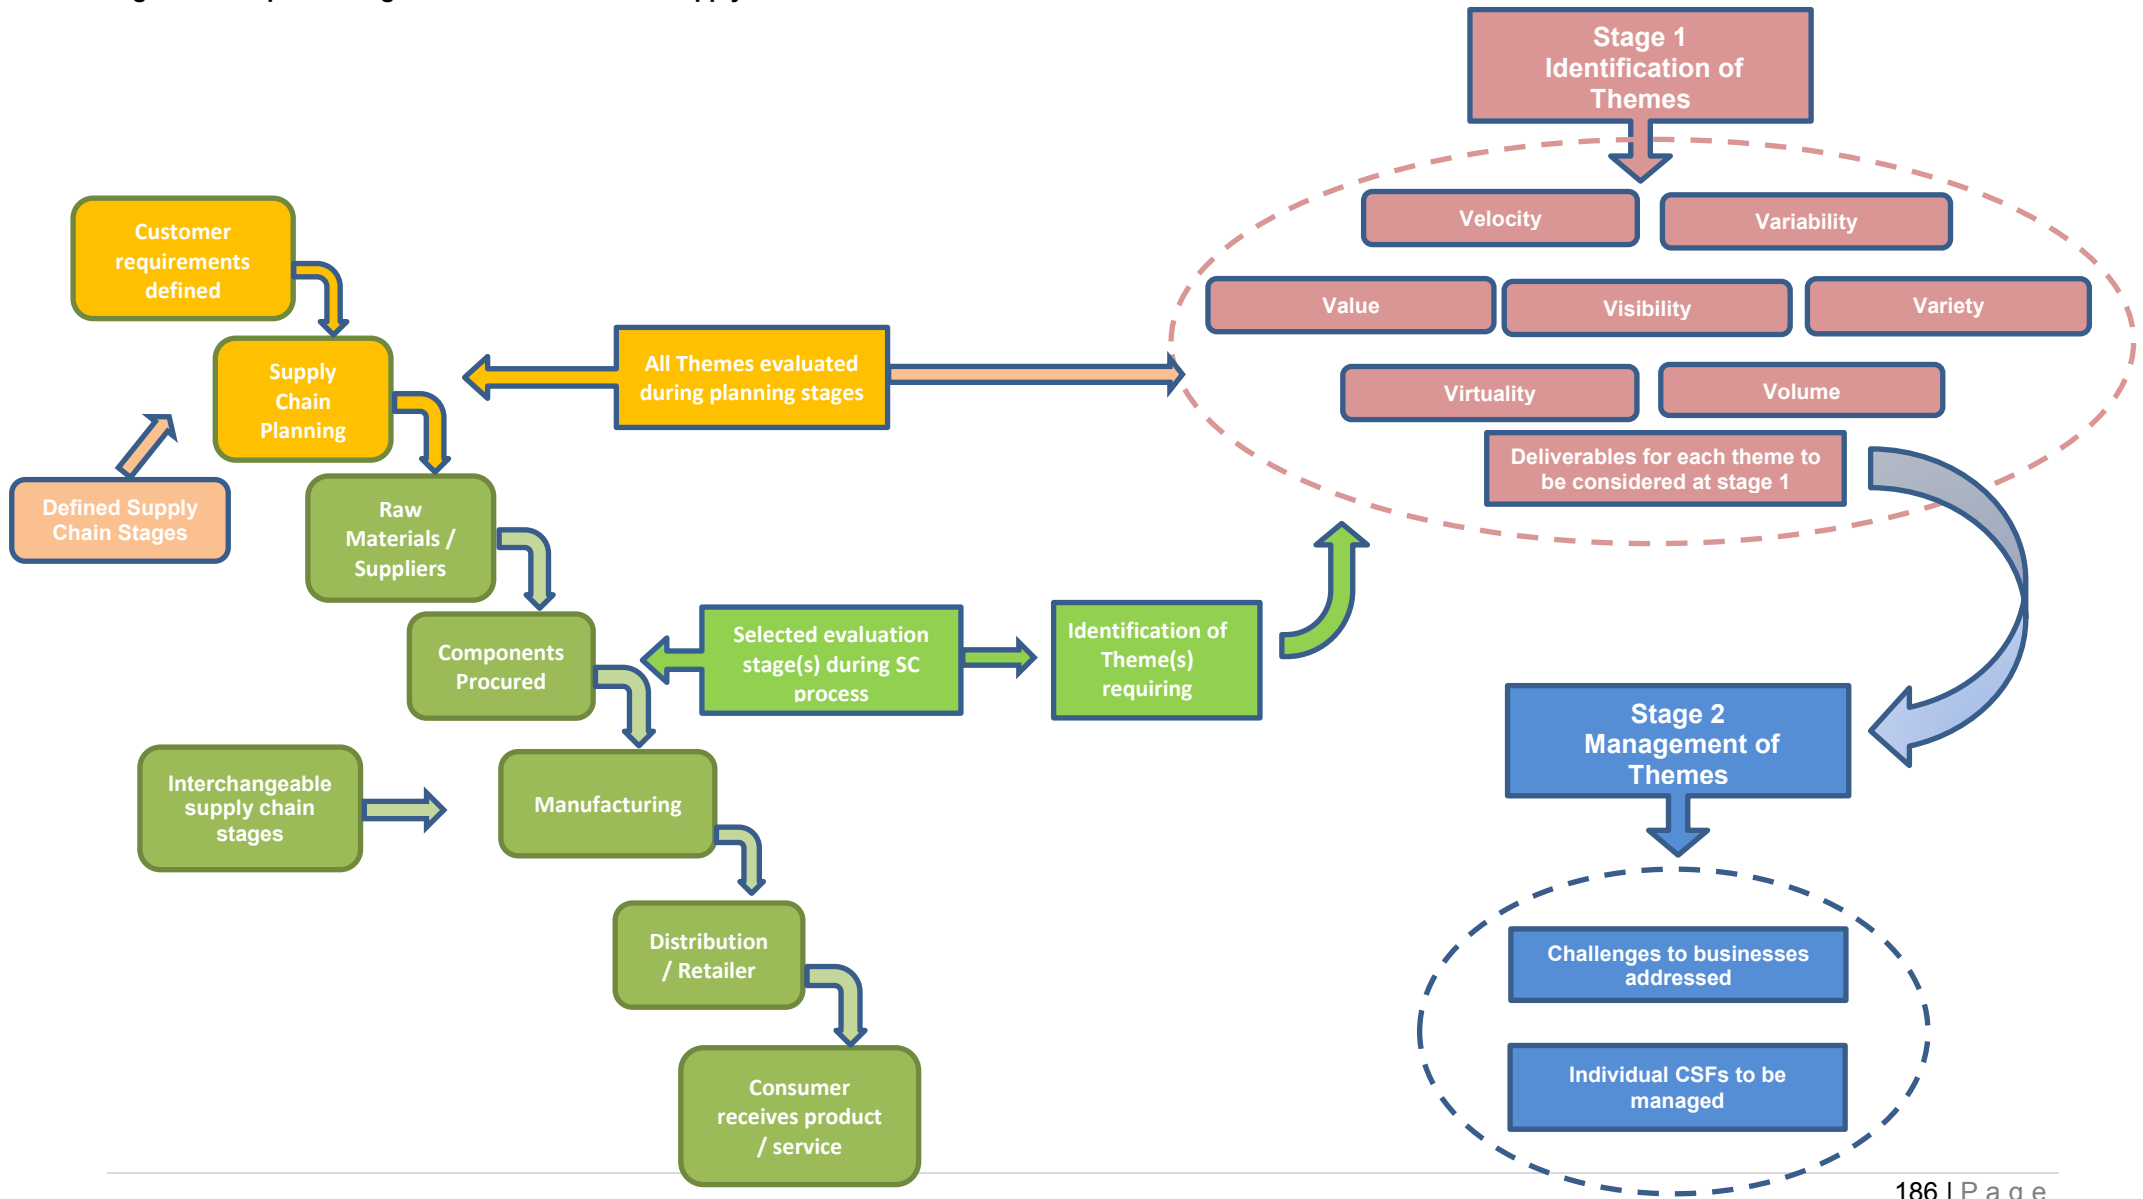 Stage 1
Identification of
Themes
Velocity
Variability
Value
Visibility
Variety
Virtuality
Volume
Deliverables for each theme to
be considered at stage 1
Customer
requirements
defined
Supply
Chain
Planning
All Themes evaluated
during planning stages
Defined Supply
Chain Stages
Raw
Materials /
Suppliers
Components
Procured
Selected evaluation
stage(s) during SC
process
Identification of
Theme(s)
requiring
Interchangeable
supply chain
stages
Manufacturing
Distribution
/ Retailer
Consumer
receives product
/ service
Stage 2
Management of
Themes
Challenges to businesses
addressed
Individual CSFs to be
managed
186 | P a g e